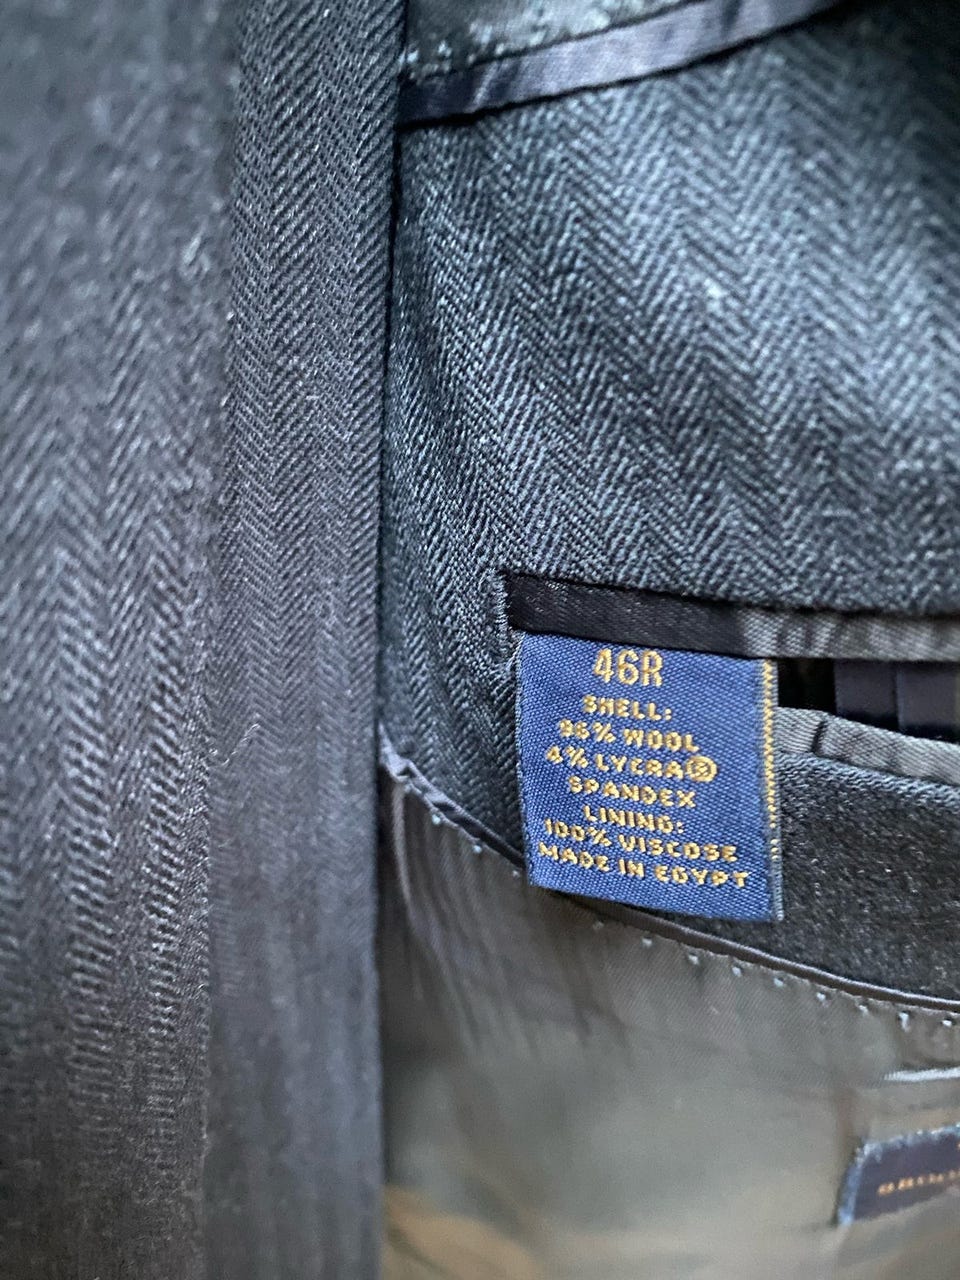 46R
SHELL:
96% WOOL
4% LYCRA®
SPANDEX
LINING:
100% VISCOSE
MADE IN EGYPT